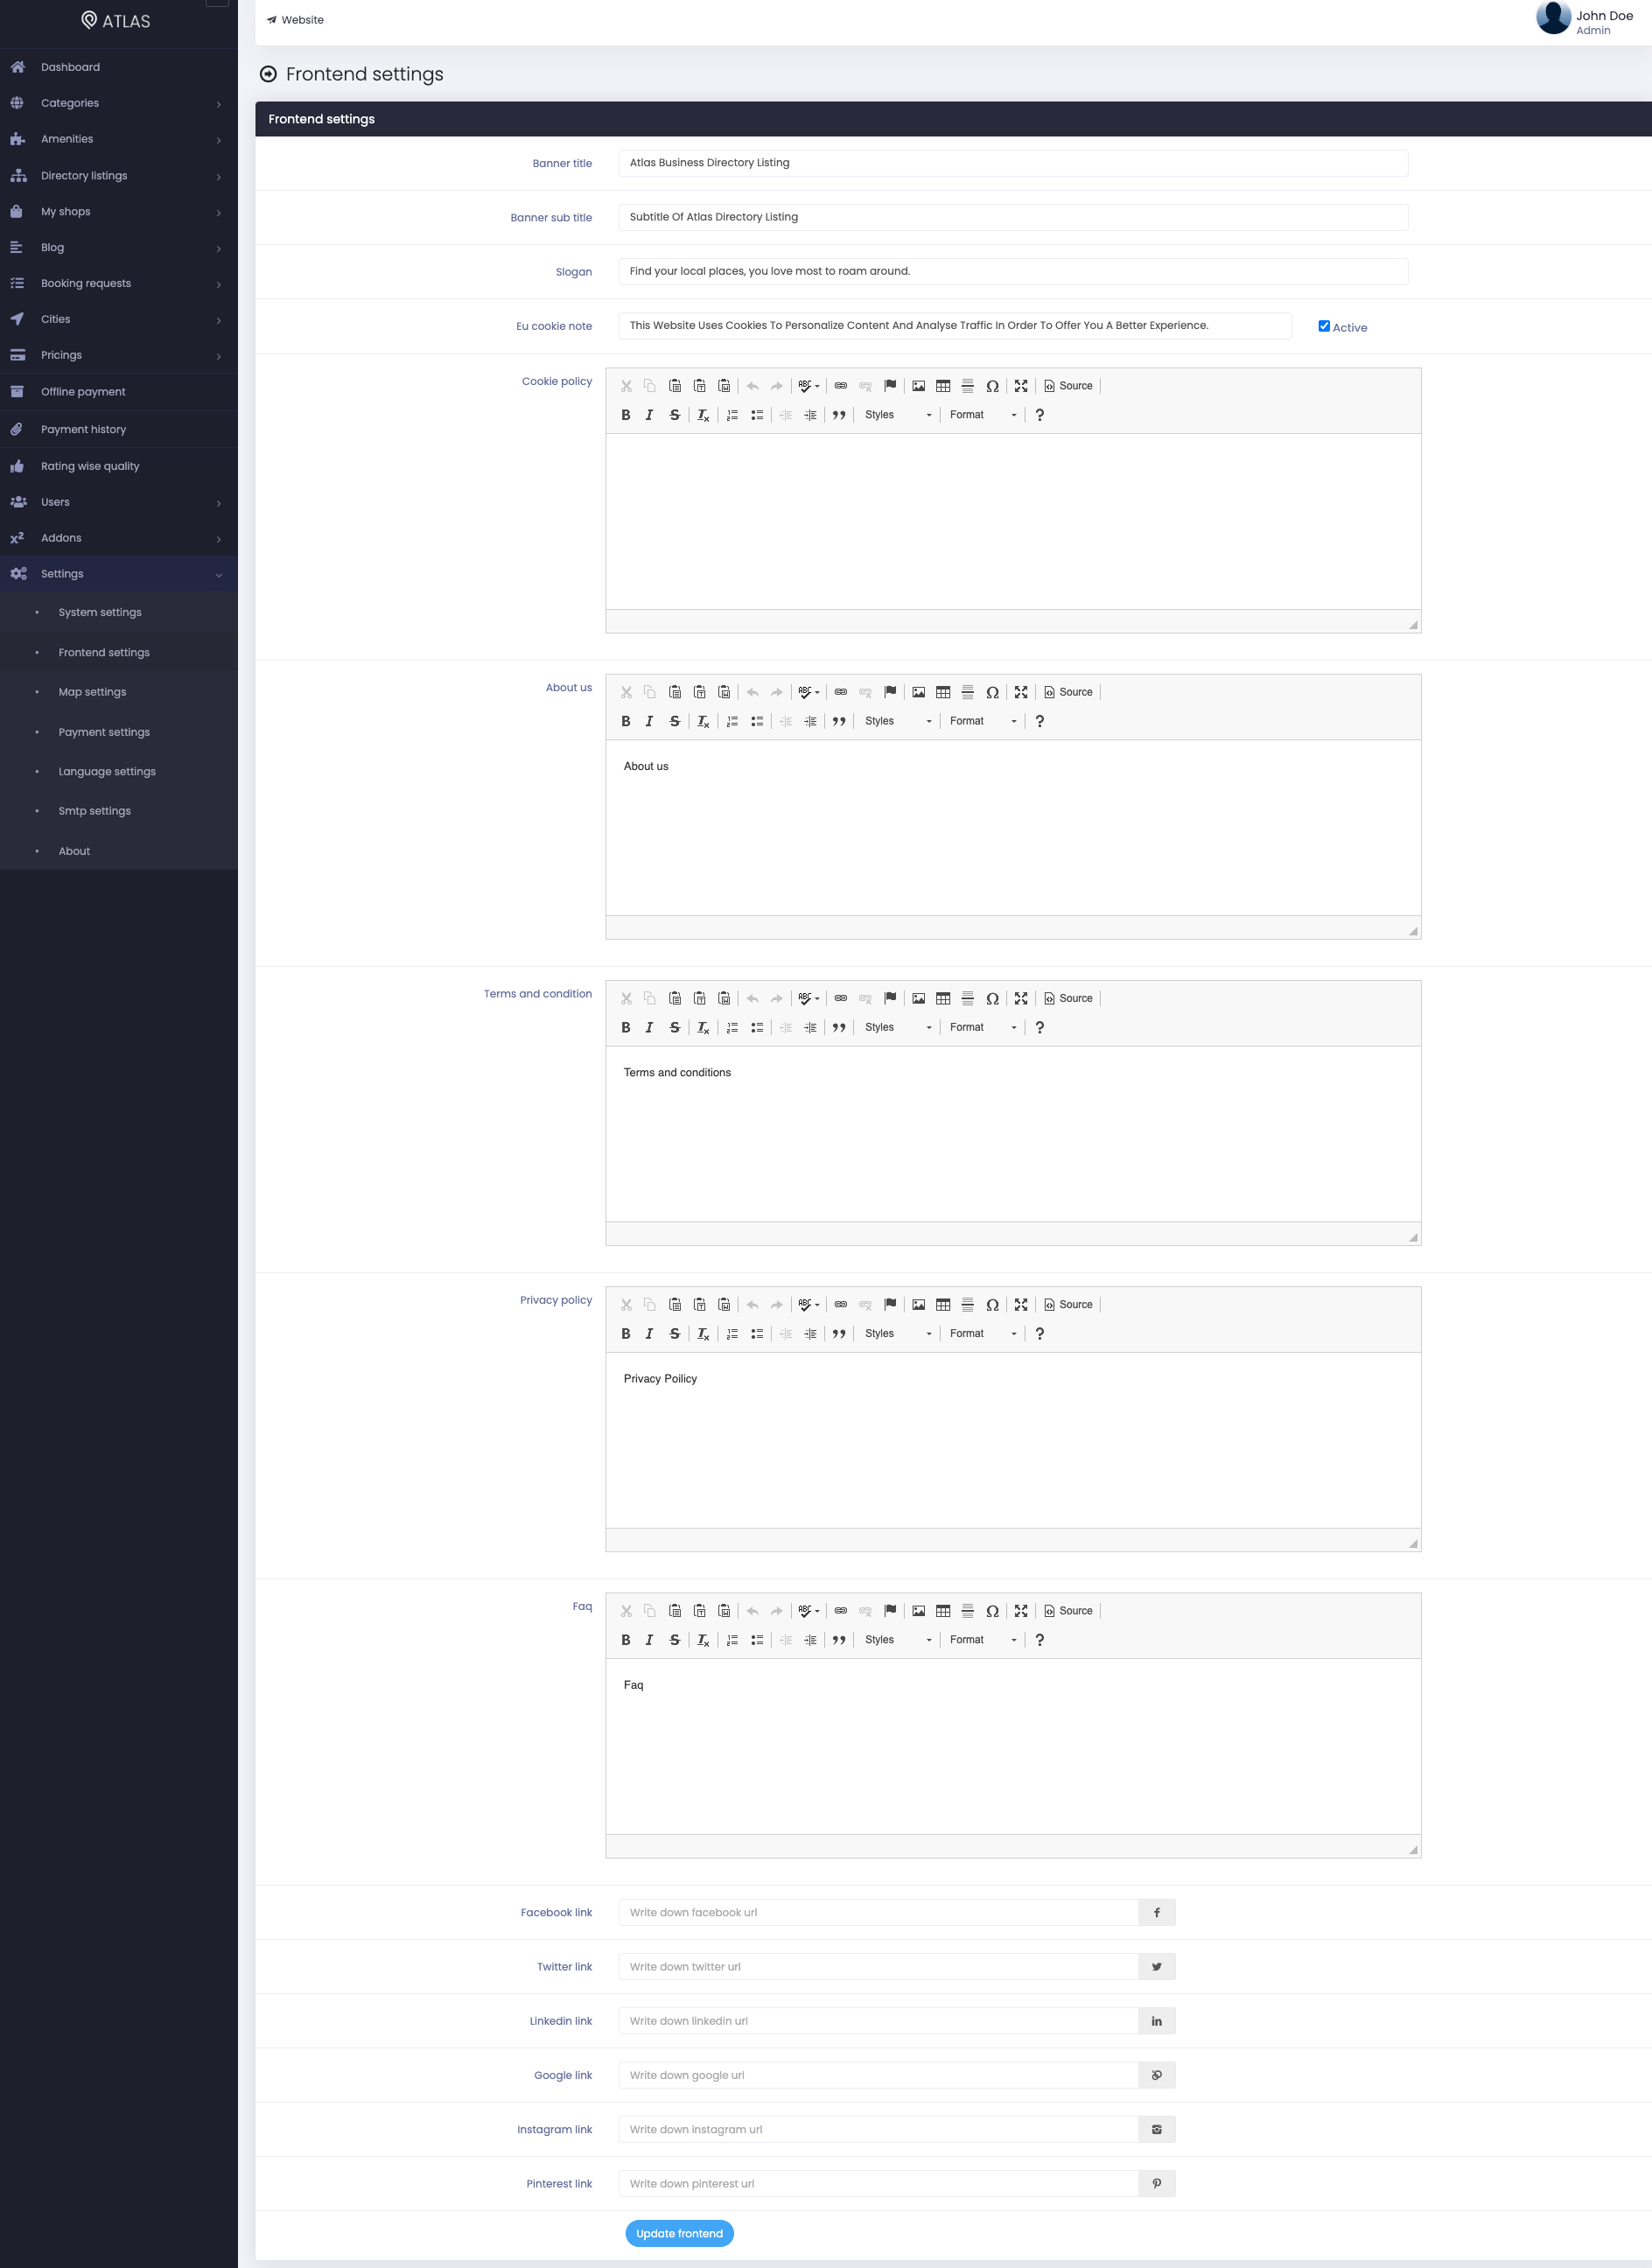 ATLAS
Website
John Doe
Admin
Dashboard
Categories
Amenities
Directory listings
My shops
Blog
Booking requests
Cities
Pricings
Offline payment
Payment history
Rating wise quality
Users
Addons
Settings
System settings
Frontend settings
Map settings
Payment settings
Language settings
Smtp settings
About
Frontend settings
Frontend settings
Banner title
Atlas Business Directory Listing
Banner sub title
Subtitle Of Atlas Directory Listing
Slogan
Find your local places, you love most to roam around.
Eu cookie note
This Website Uses Cookies To Personalize Content And Analyse Traffic In Order To Offer You A Better Experience.
Active
Cookie policy
Source
Styles Format
About us
Source
Styles Format
About us
Terms and condition
Source
Styles Format
Terms and conditions
Privacy policy
Source
Styles Format
Privacy Poilicy
Faq
Source
Styles Format
Faq
Facebook link
Write down facebook url
Twitter link
Write down twitter url
Linkedin link
Write down linkedin url
Google link
Write down google url
Instagram link
Write down instagram url
Pinterest link
Write down pinterest url
Update frontend